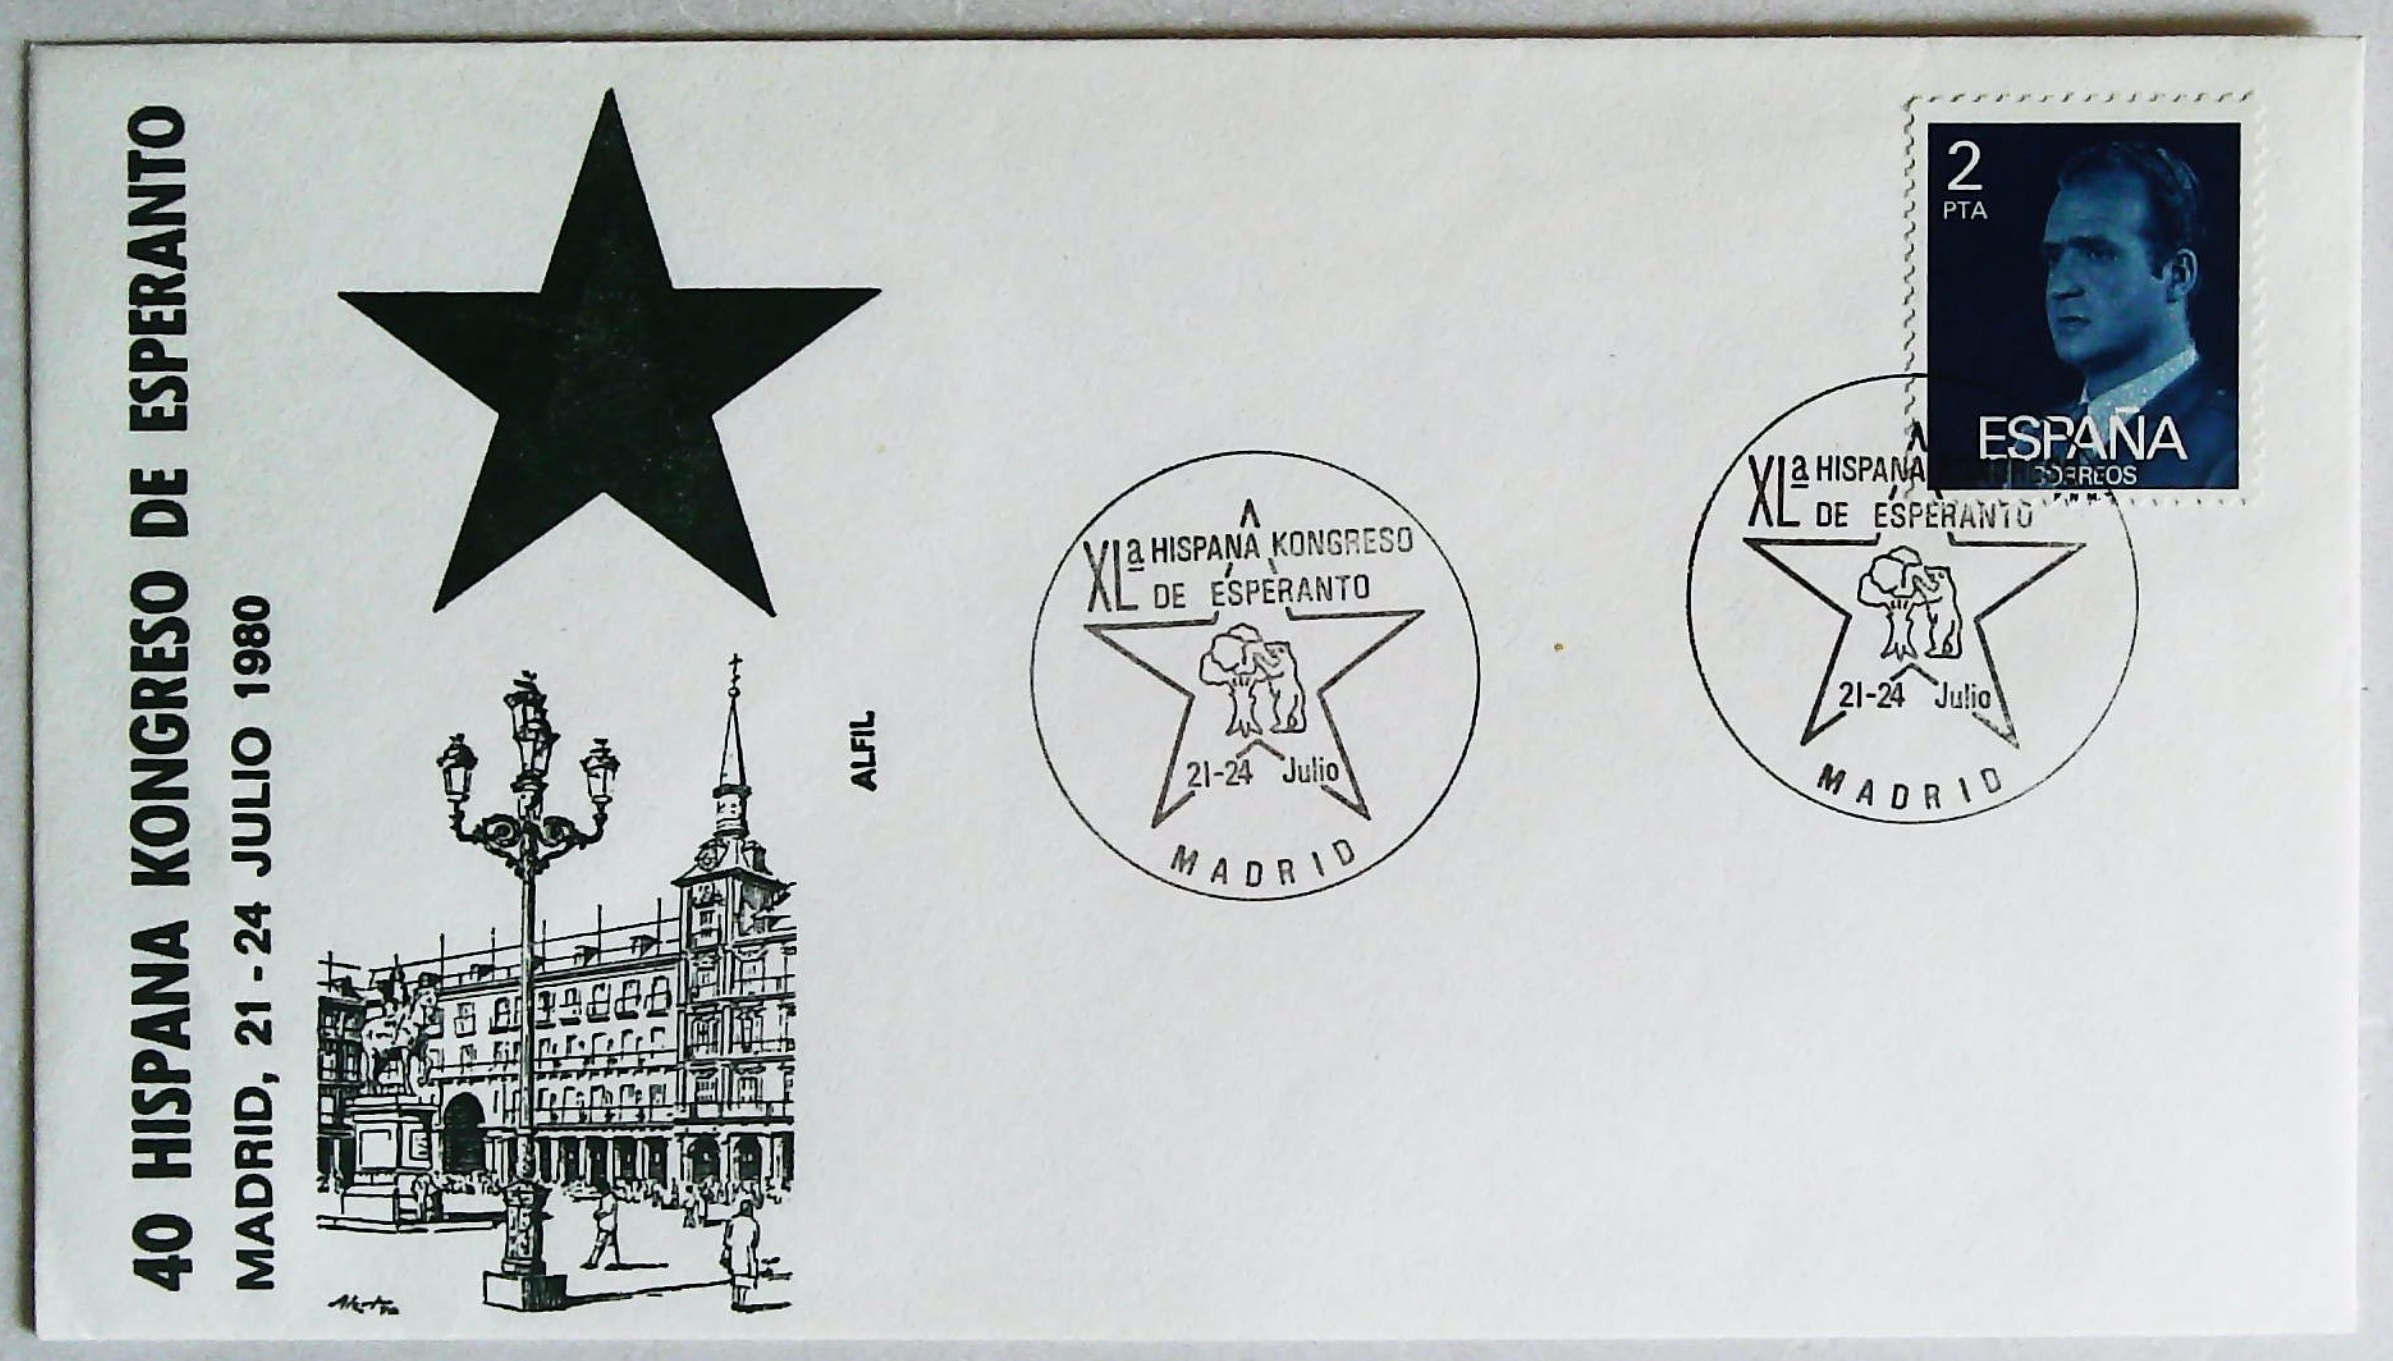 40 HISPANA KONGRESO DE ESPERANTO
MADRID, 21 - 24 JULIO 1980
ALFIL
XLª HISPANA KONGRESO
DE ESPERANTO
21-24 Julio
MADRID
2
PTA
ESPAÑA
CORREOS
F.N.M.T.
XLª HISPANA
DE ESPERANTO
21-24 Julio
MADRID